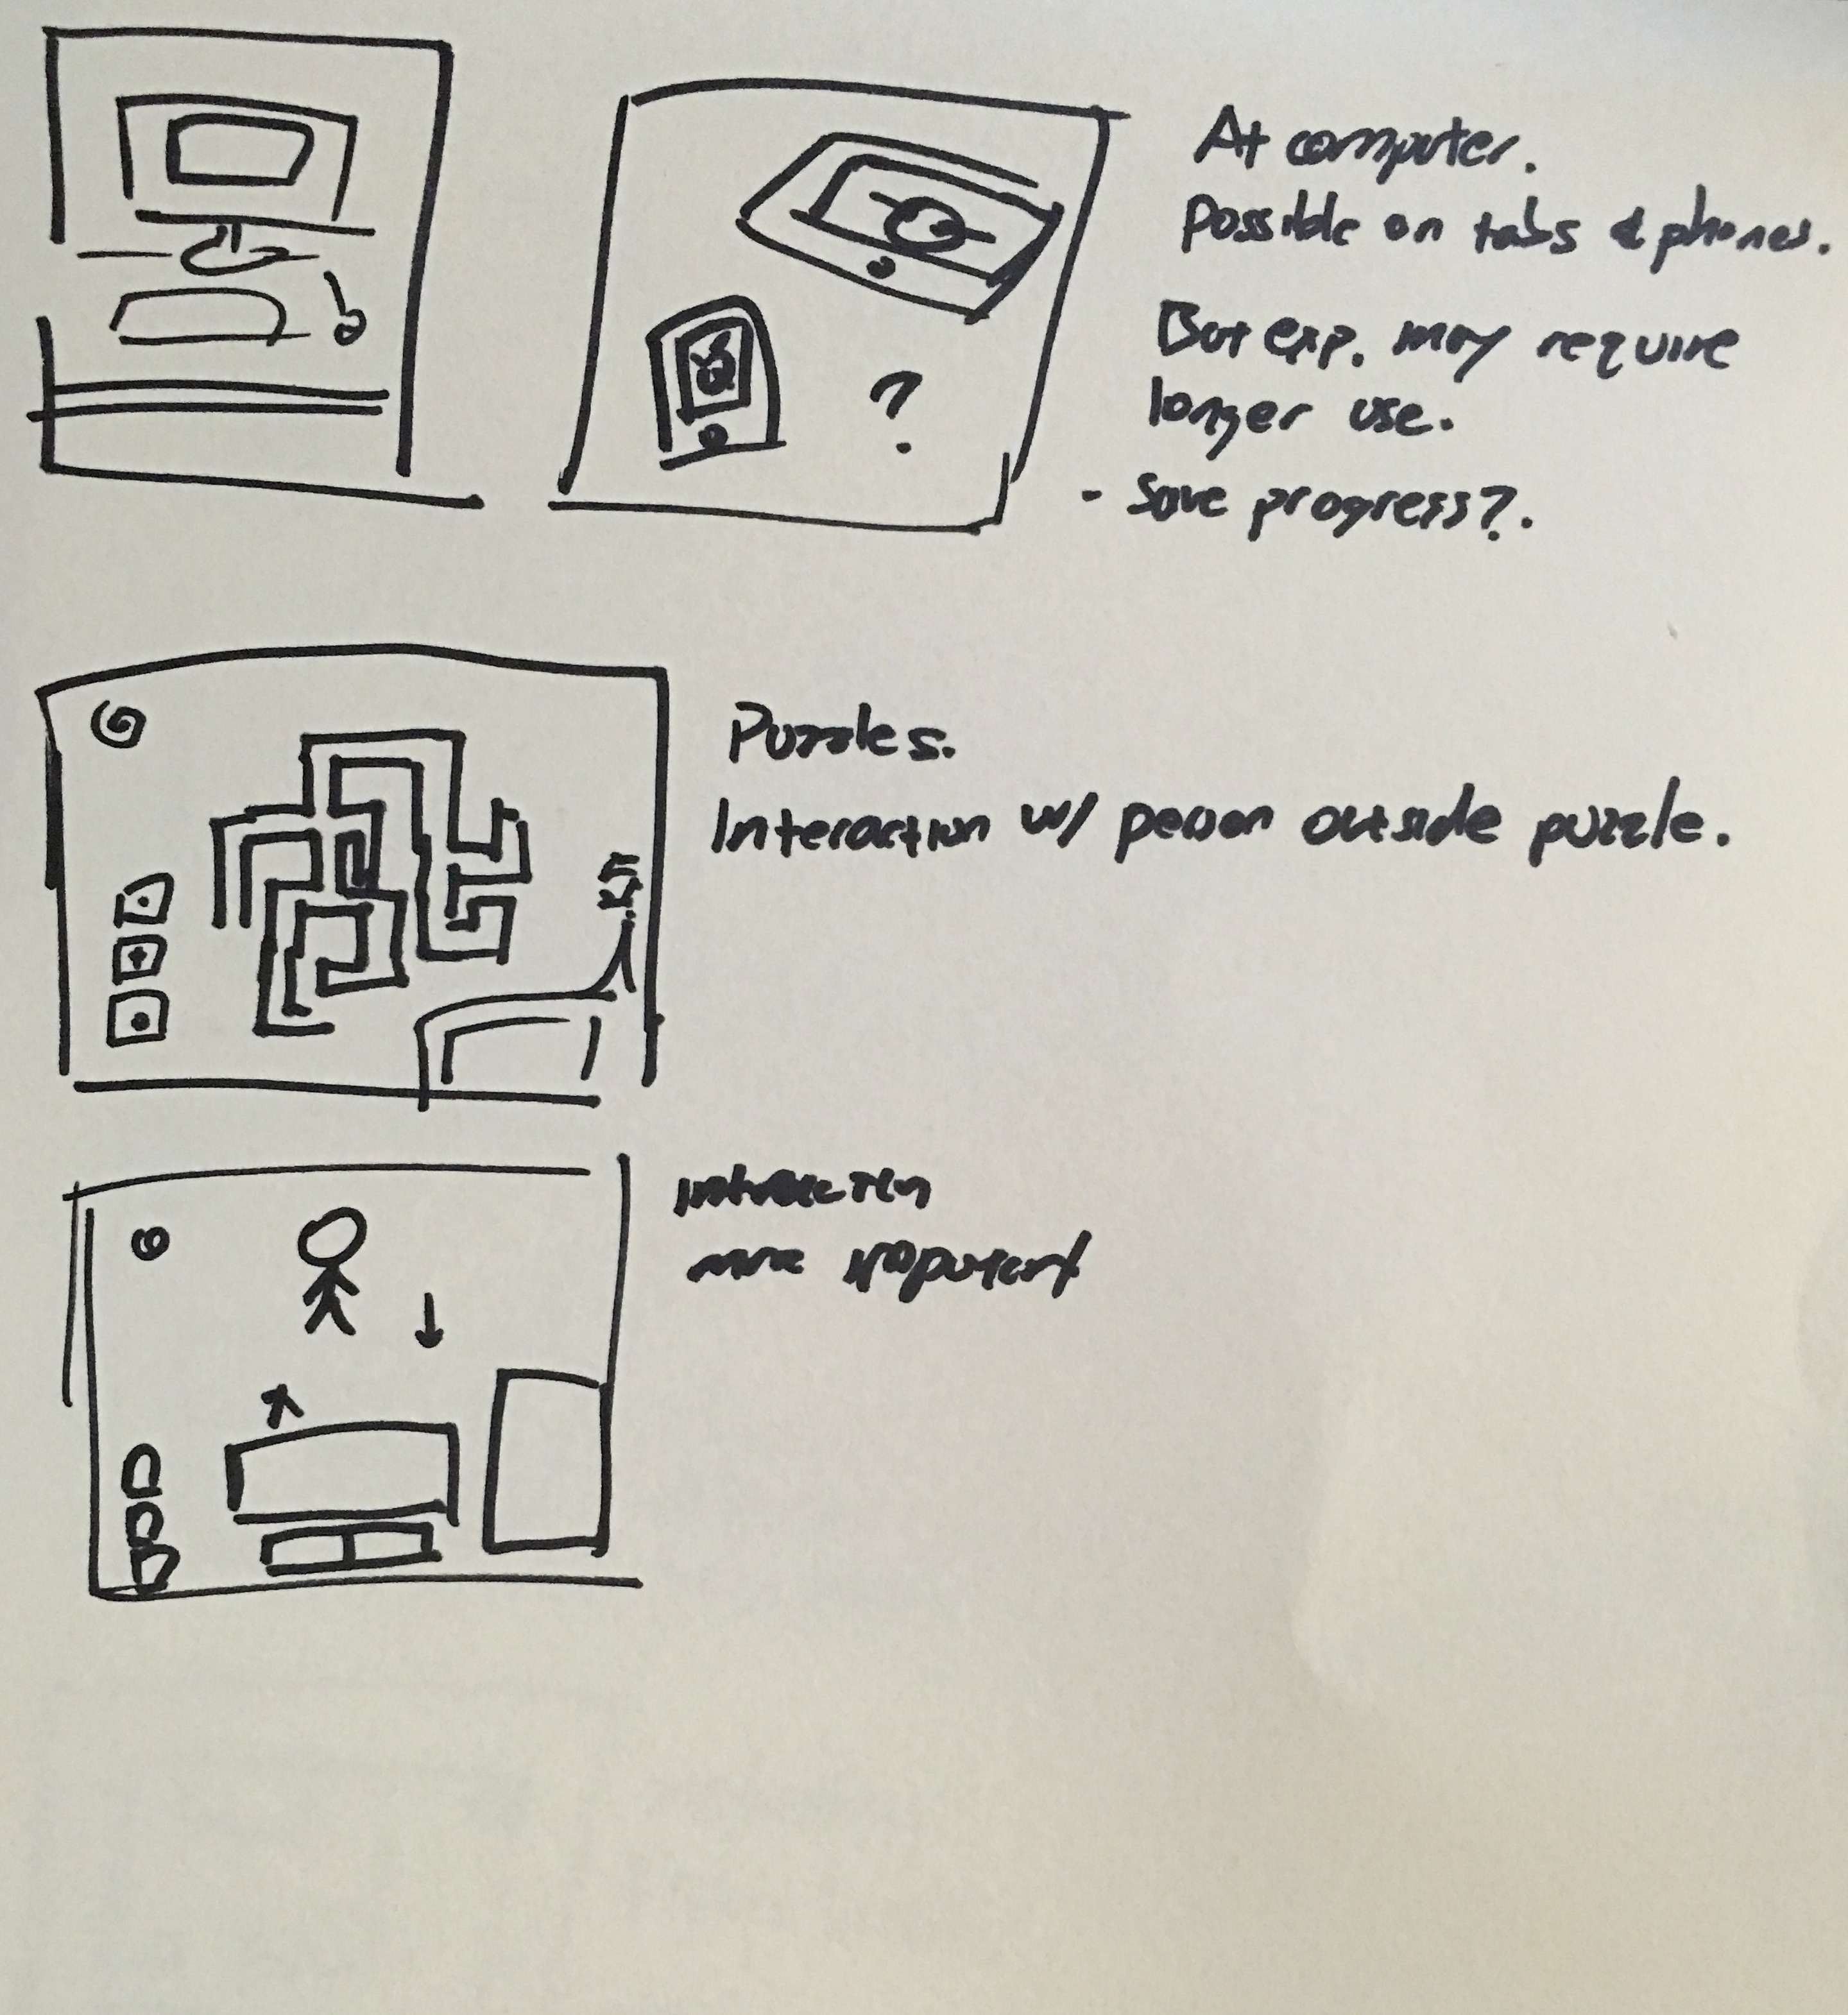 At computer.
Possible on tabs & phones.
But exp. may require
longer use.
- Save progress?.
?
Puzzles.
Interaction w/ person outside puzzle.
Interaction
more important